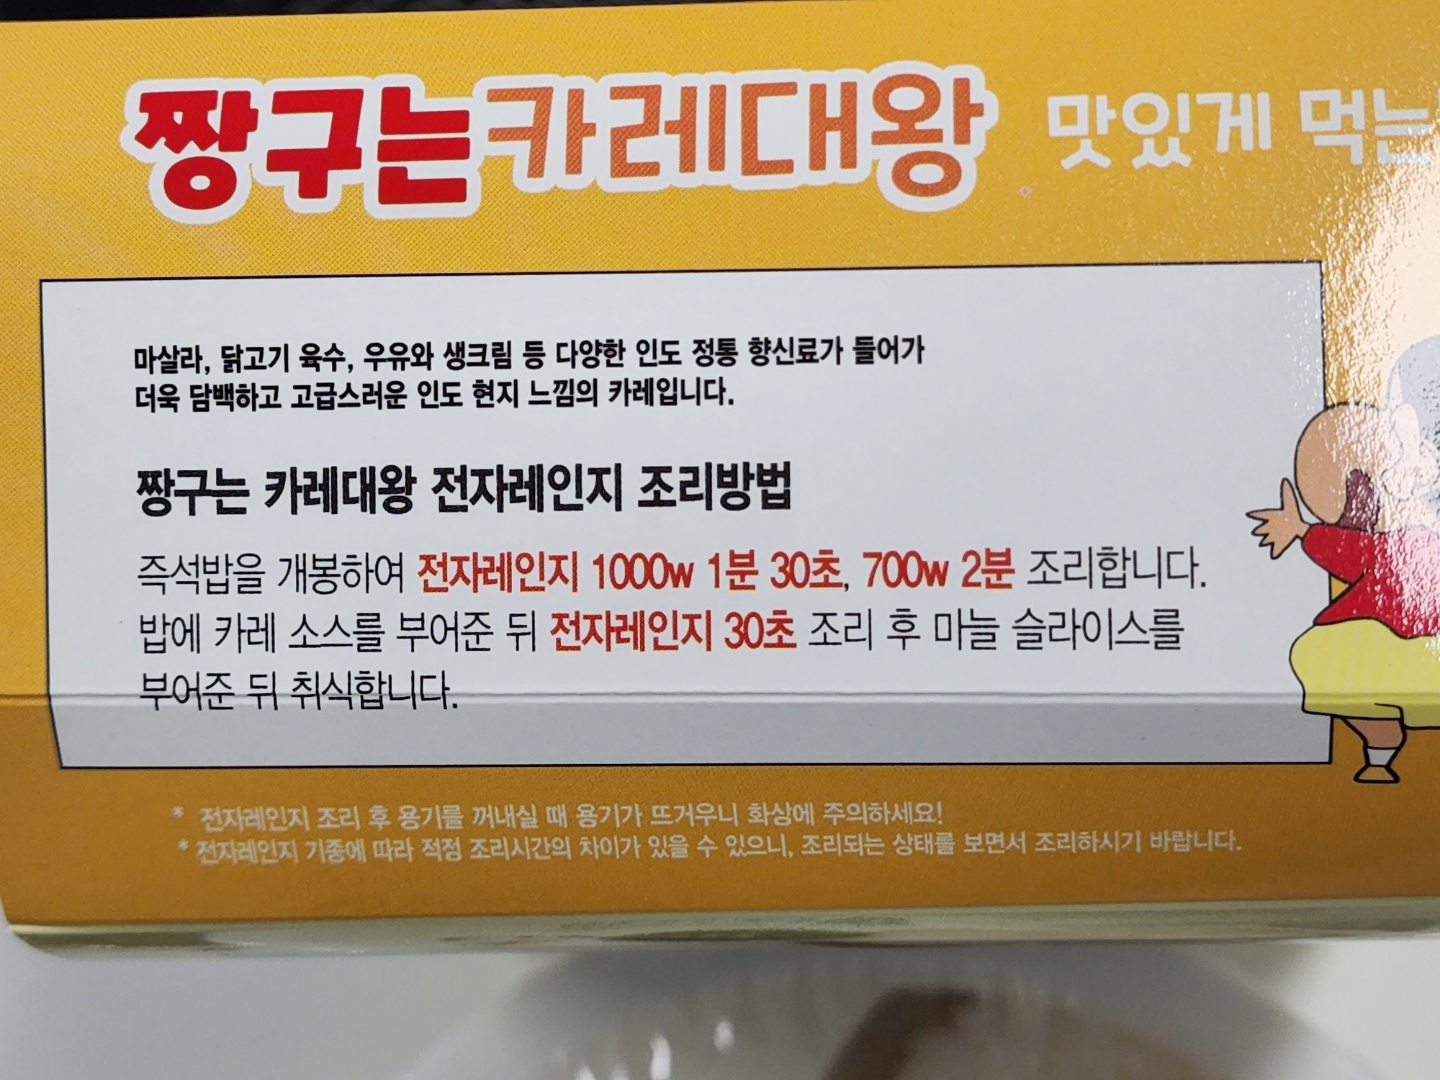 짱구는카레대왕 맛있게 먹는
마살라, 닭고기 육수, 우유와 생크림 등 다양한 인도 정통 향신료가 들어가
더욱 담백하고 고급스러운 인도 현지 느낌의 카레입니다.
짱구는 카레대왕 전자레인지 조리방법
즉석밥을 개봉하여 전자레인지 1000w 1분 30초, 700w 2분 조리합니다.
밥에 카레 소스를 부어준 뒤 전자레인지 30초 조리 후 마늘 슬라이스를
부어준 뒤 취식합니다.
* 전자레인지 조리 후 용기를 꺼내실 때 용기가 뜨거우니 화상에 주의하세요!
* 전자레인지 기종에 따라 적정 조리시간의 차이가 있을 수 있으니, 조리되는 상태를 보면서 조리하시기 바랍니다.